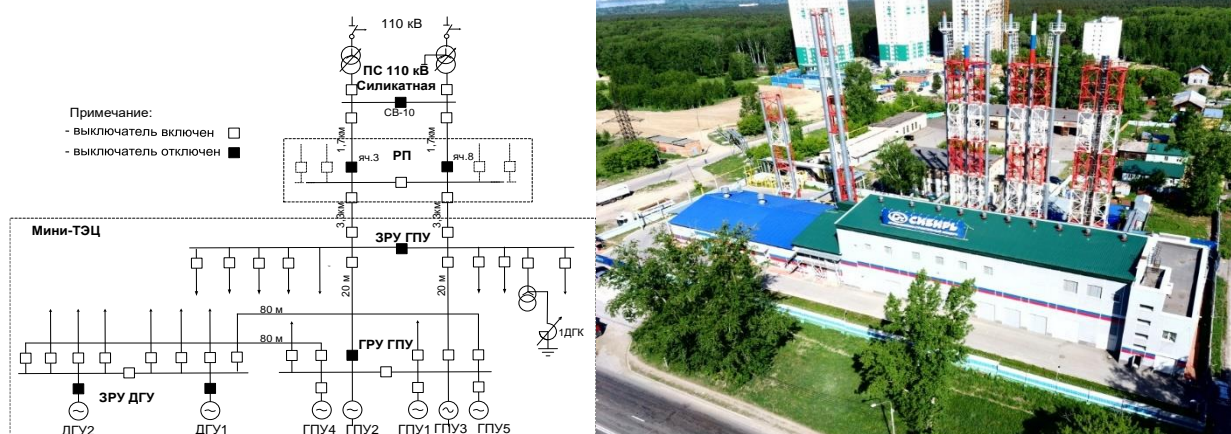 110 кВ
ПС 110 кВ
Силикатная
СВ-10
Примечание:
- выключатель включен
- выключатель отключен
1,7км
1,7км
яч.3
РП
яч.8
3,3км
3,3км
Мини-ТЭЦ
ЗРУ ГПУ
20 м
20 м
80 м
80 м
1ДГК
ГРУ ГПУ
ЗРУ ДГУ
ДГУ2
ДГУ1
ГПУ4
ГПУ2
ГПУ1
ГПУ3
ГПУ5
СИБИРЬ